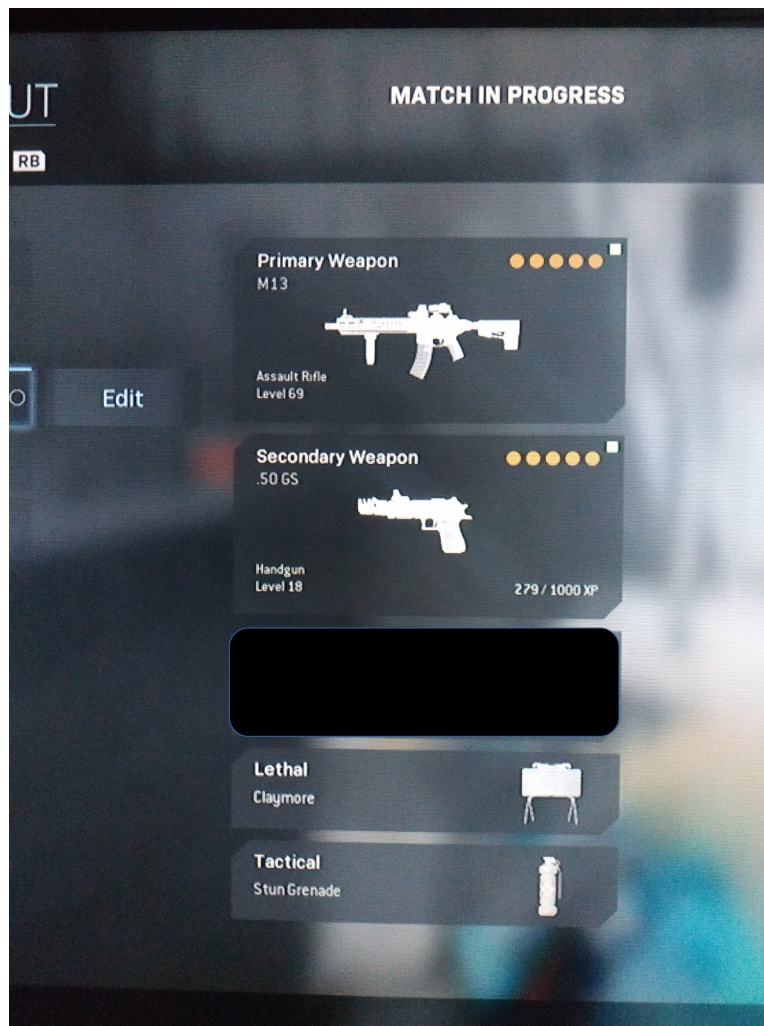 UT
MATCH IN PROGRESS
RB
Primary Weapon
M13
Assault Rifle
Level 69
Edit
Secondary Weapon
.50 GS
Handgun
Level 18
279 / 1000 XP
Lethal
Claymore
Tactical
Stun Grenade